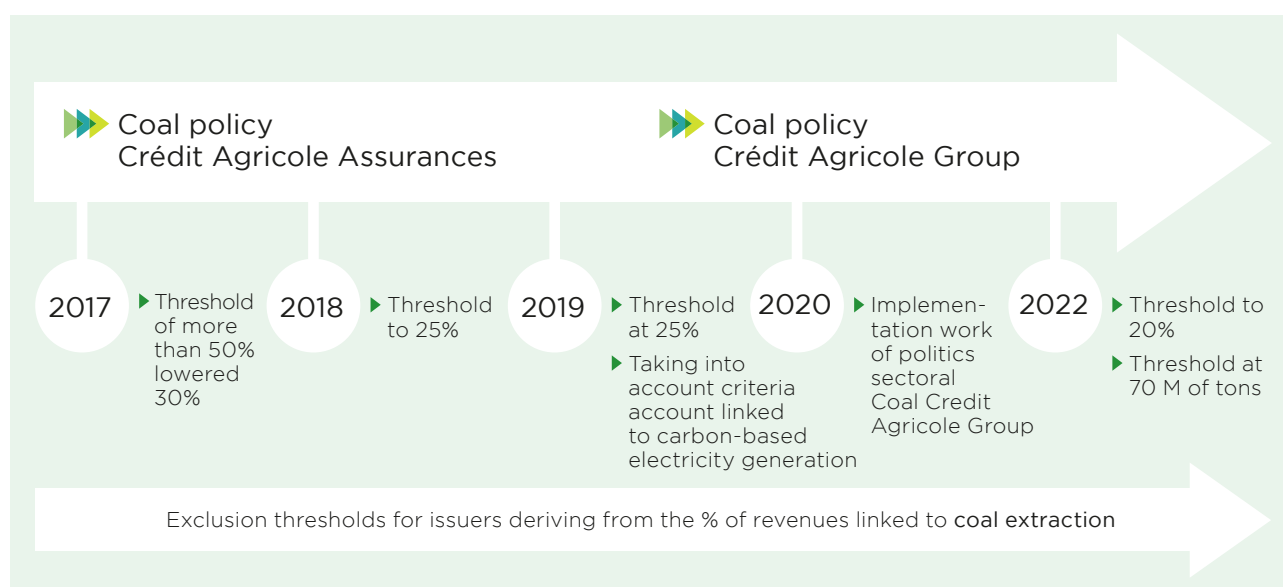 Coal policy
Crédit Agricole Assurances
Coal policy
Crédit Agricole Group
2017
Threshold
of more
than 50%
lowered
30%
2018
Threshold
to 25%
2019
Threshold
at 25%
Taking into
account criteria
account linked
to carbon-based
electricity generation
2020
Implemen-
tation work
of politics
sectoral
Coal Credit
Agricole Group
2022
Threshold to
20%
Threshold at
70 M of tons
Exclusion thresholds for issuers deriving from the % of revenues linked to coal extraction